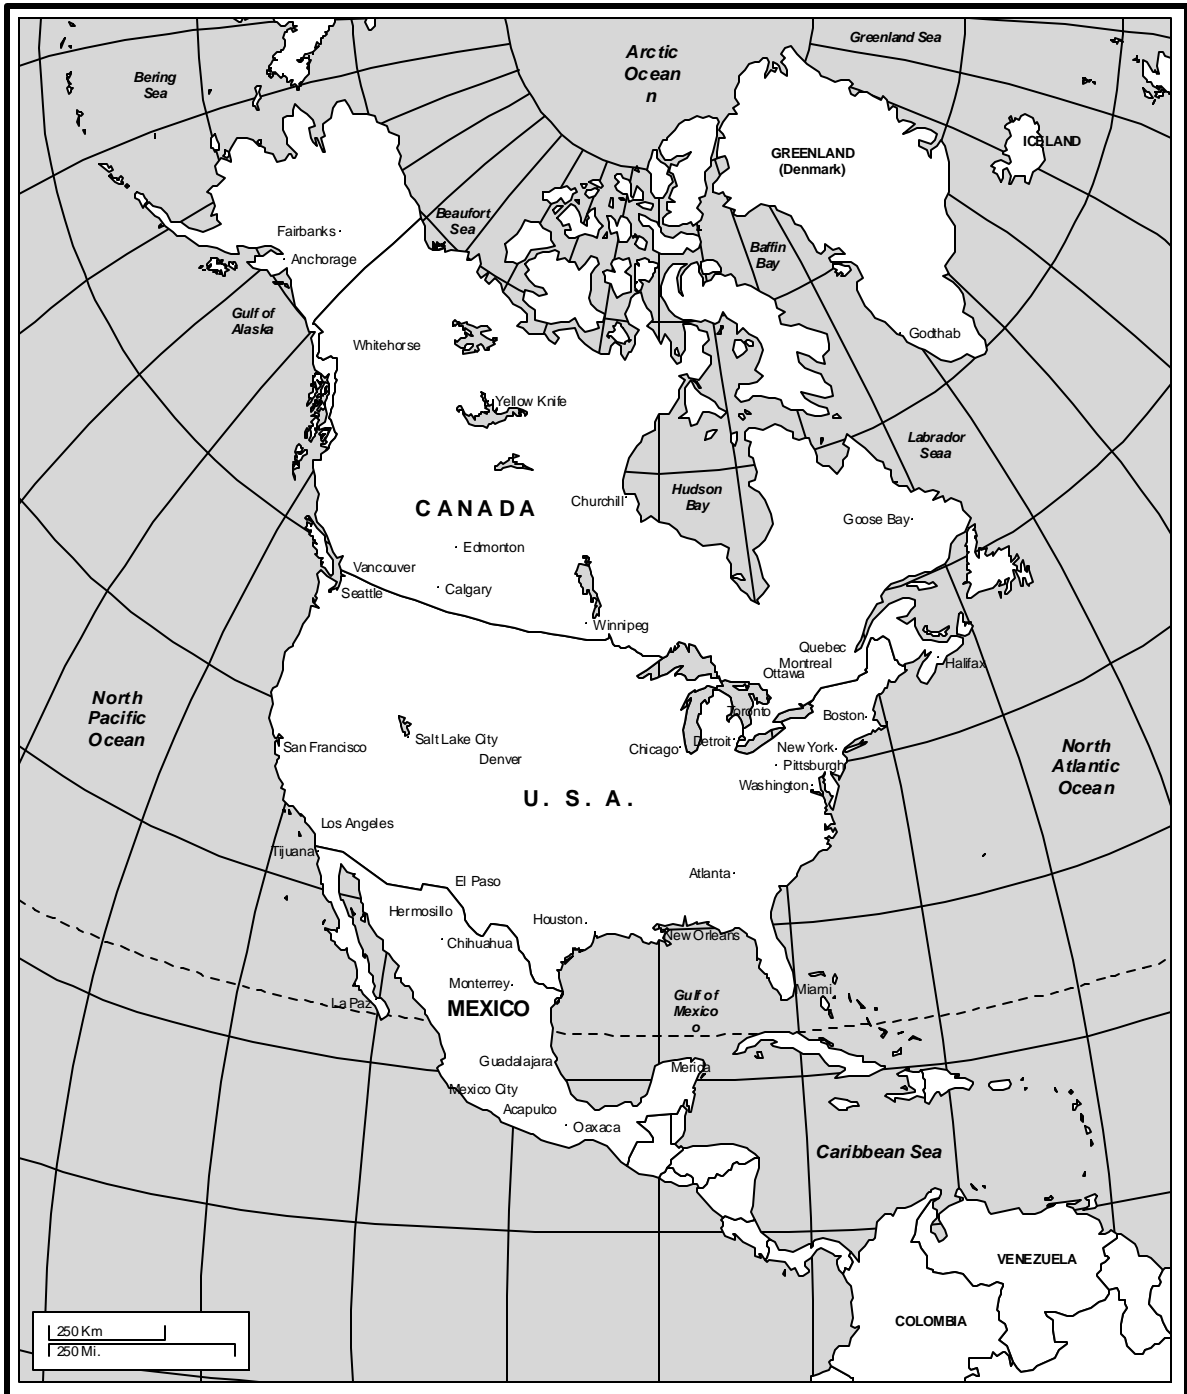 Arctic
Ocean
n
Greenland Sea
Bering
Sea
ICELAND
GREENLAND
(Denmark)
Beaufort
Sea
Fairbanks
Baffin
Bay
Anchorage
Gulf of
Alaska
Godthab
Whitehorse
Yellow Knife
Labrador
Seaa
Hudson
Bay
Churchill
CANADA
Goose Bay
Edmonton
Vancouver
Calgary
Seattle
Winnipeg
Quebec
Montreal
Halifax
Ottawa
North
Pacific
Ocean
Toronto
Boston
Salt Lake City
Detroit
San Francisco
Chicago
New York
North
Atlantic
Ocean
Denver
Pittsburgh
Washington
U. S. A.
Los Angeles
Tijuana
Atlanta
El Paso
Hermosillo
Houston
Chihuahua
New Orleans
Monterrey
Miami
La Paz
MEXICO
Gulf of
Mexico
o
Guadalajara
Merica
Mexico City
Acapulco
Oaxaca
Caribbean Sea
VENEZUELA
COLOMBIA
250 Km
250 Mi.